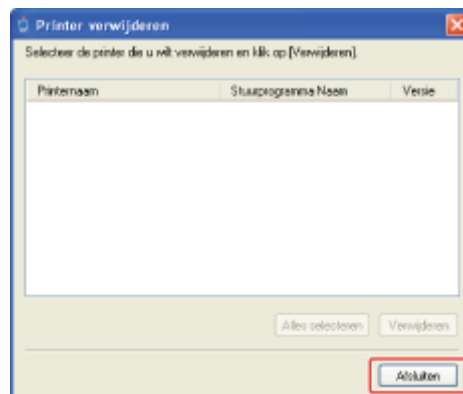 Printer verwijderen
Selecteer de printer die u wilt verwijderen en klik op [Verwijderen].
Printernaam Stuurprogramma Naam Versie
Alles selecteren Verwijderen
Afsluiten